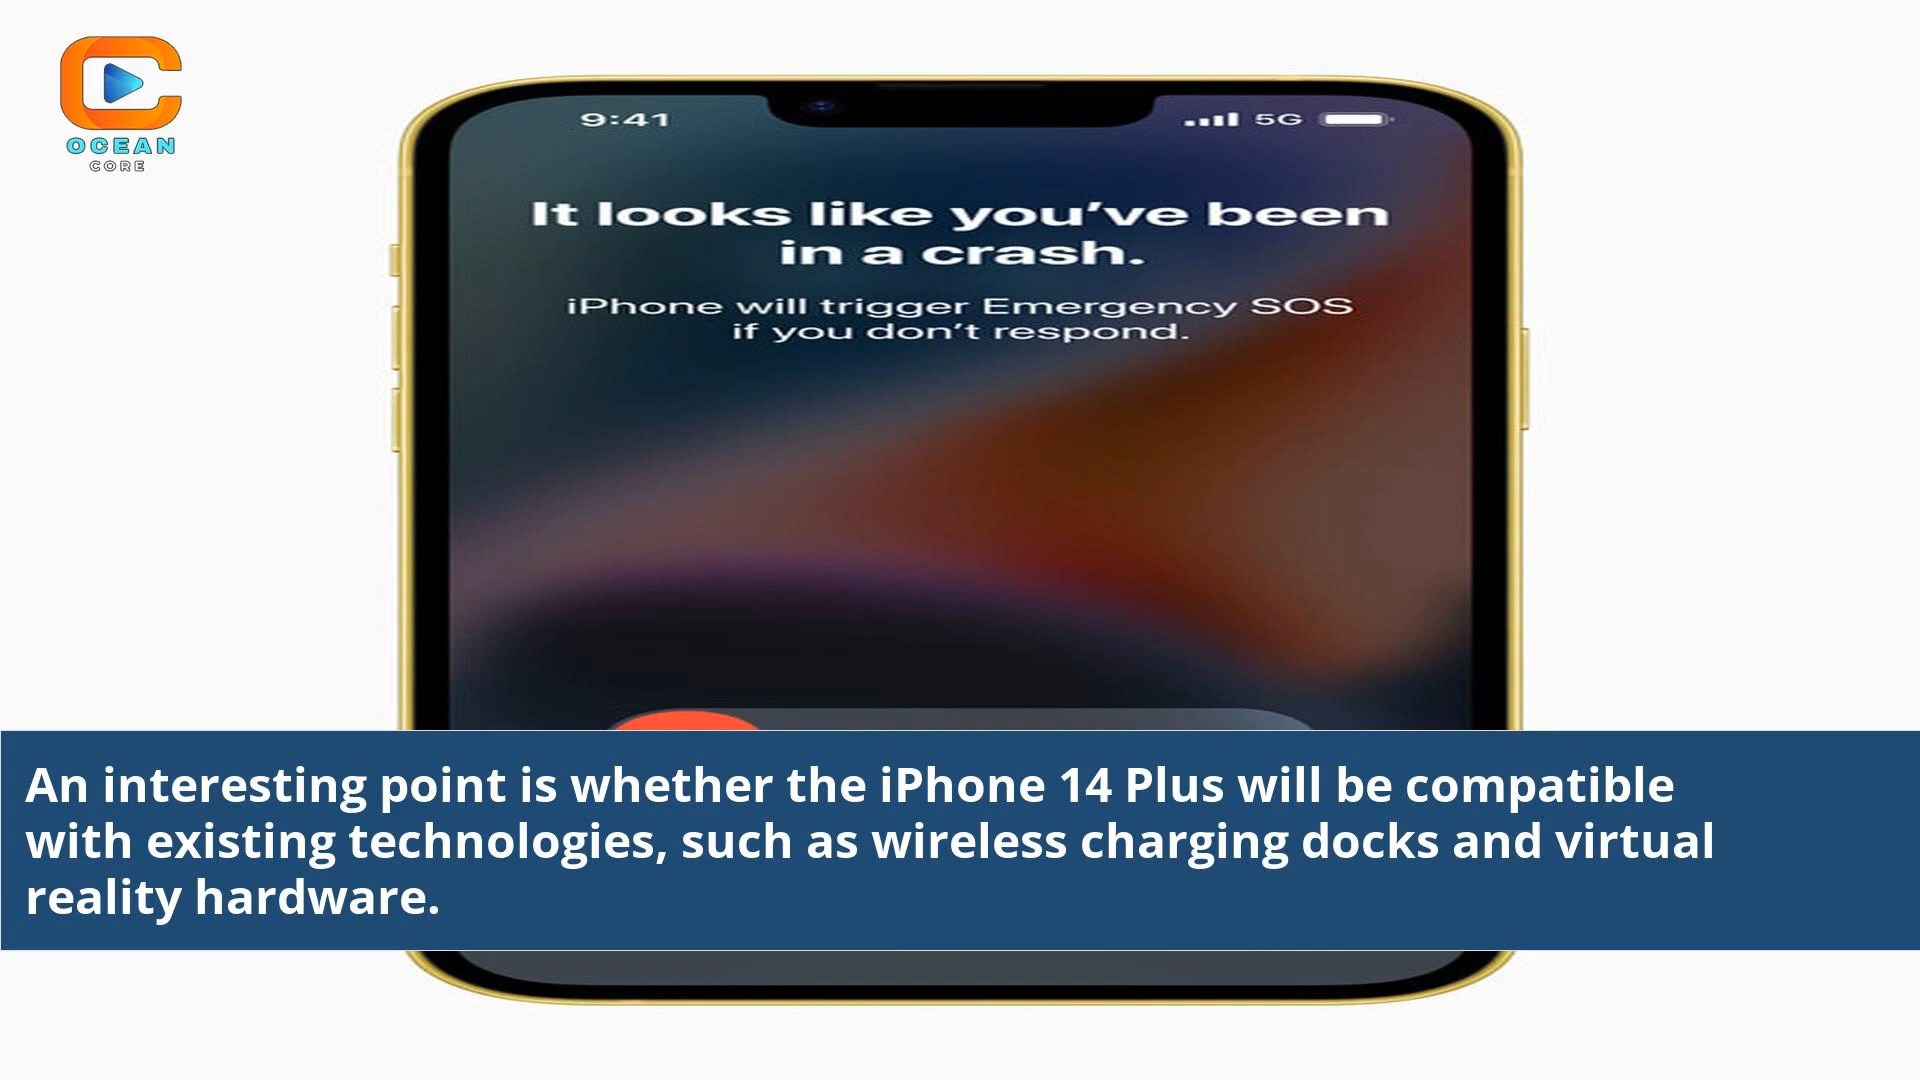 OCEAN
CORE
9:41
5G
It looks like you’ve been
in a crash.
iPhone will trigger Emergency SOS
if you don’t respond.
An interesting point is whether the iPhone 14 Plus will be compatible
with existing technologies, such as wireless charging docks and virtual
reality hardware.